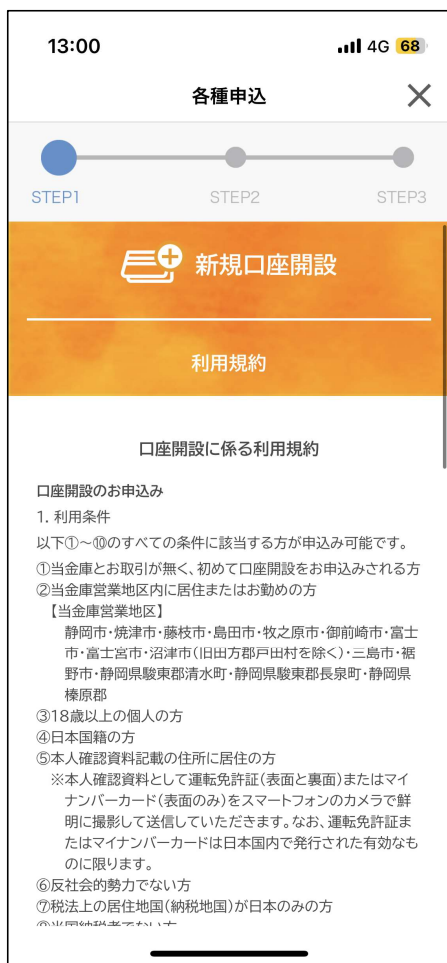 13:00
4G 68
各種申込
STEP1 STEP2 STEP3
新規口座開設
利用規約
口座開設に係る利用規約
口座開設のお申込み
1. 利用条件
以下①~⑩のすべての条件に該当する方が申込み可能です。
①当金庫とお取引が無く、初めて口座開設をお申込みされる方
②当金庫営業地区内に居住またはお勤めの方
【当金庫営業地区】
静岡市・焼津市・藤枝市・島田市・牧之原市・御前崎市・富士
市・富士宮市・沼津市(旧田方郡戸田村を除く)・三島市・裾
野市・静岡県駿東郡清水町・静岡県駿東郡長泉町・静岡県
榛原郡
③18歳以上の個人の方
④日本国籍の方
⑤本人確認資料記載の住所に居住の方
※本人確認資料として運転免許証(表面と裏面)またはマイ
ナンバーカード(表面のみ)をスマートフォンのカメラで鮮
明に撮影して送信していただきます。なお、運転免許証ま
たはマイナンバーカードは日本国内で発行された有効なも
のに限ります。
⑥反社会的勢力でない方
⑦税法上の居住地国(納税地国)が日本のみの方
⑧米国納税者でない方